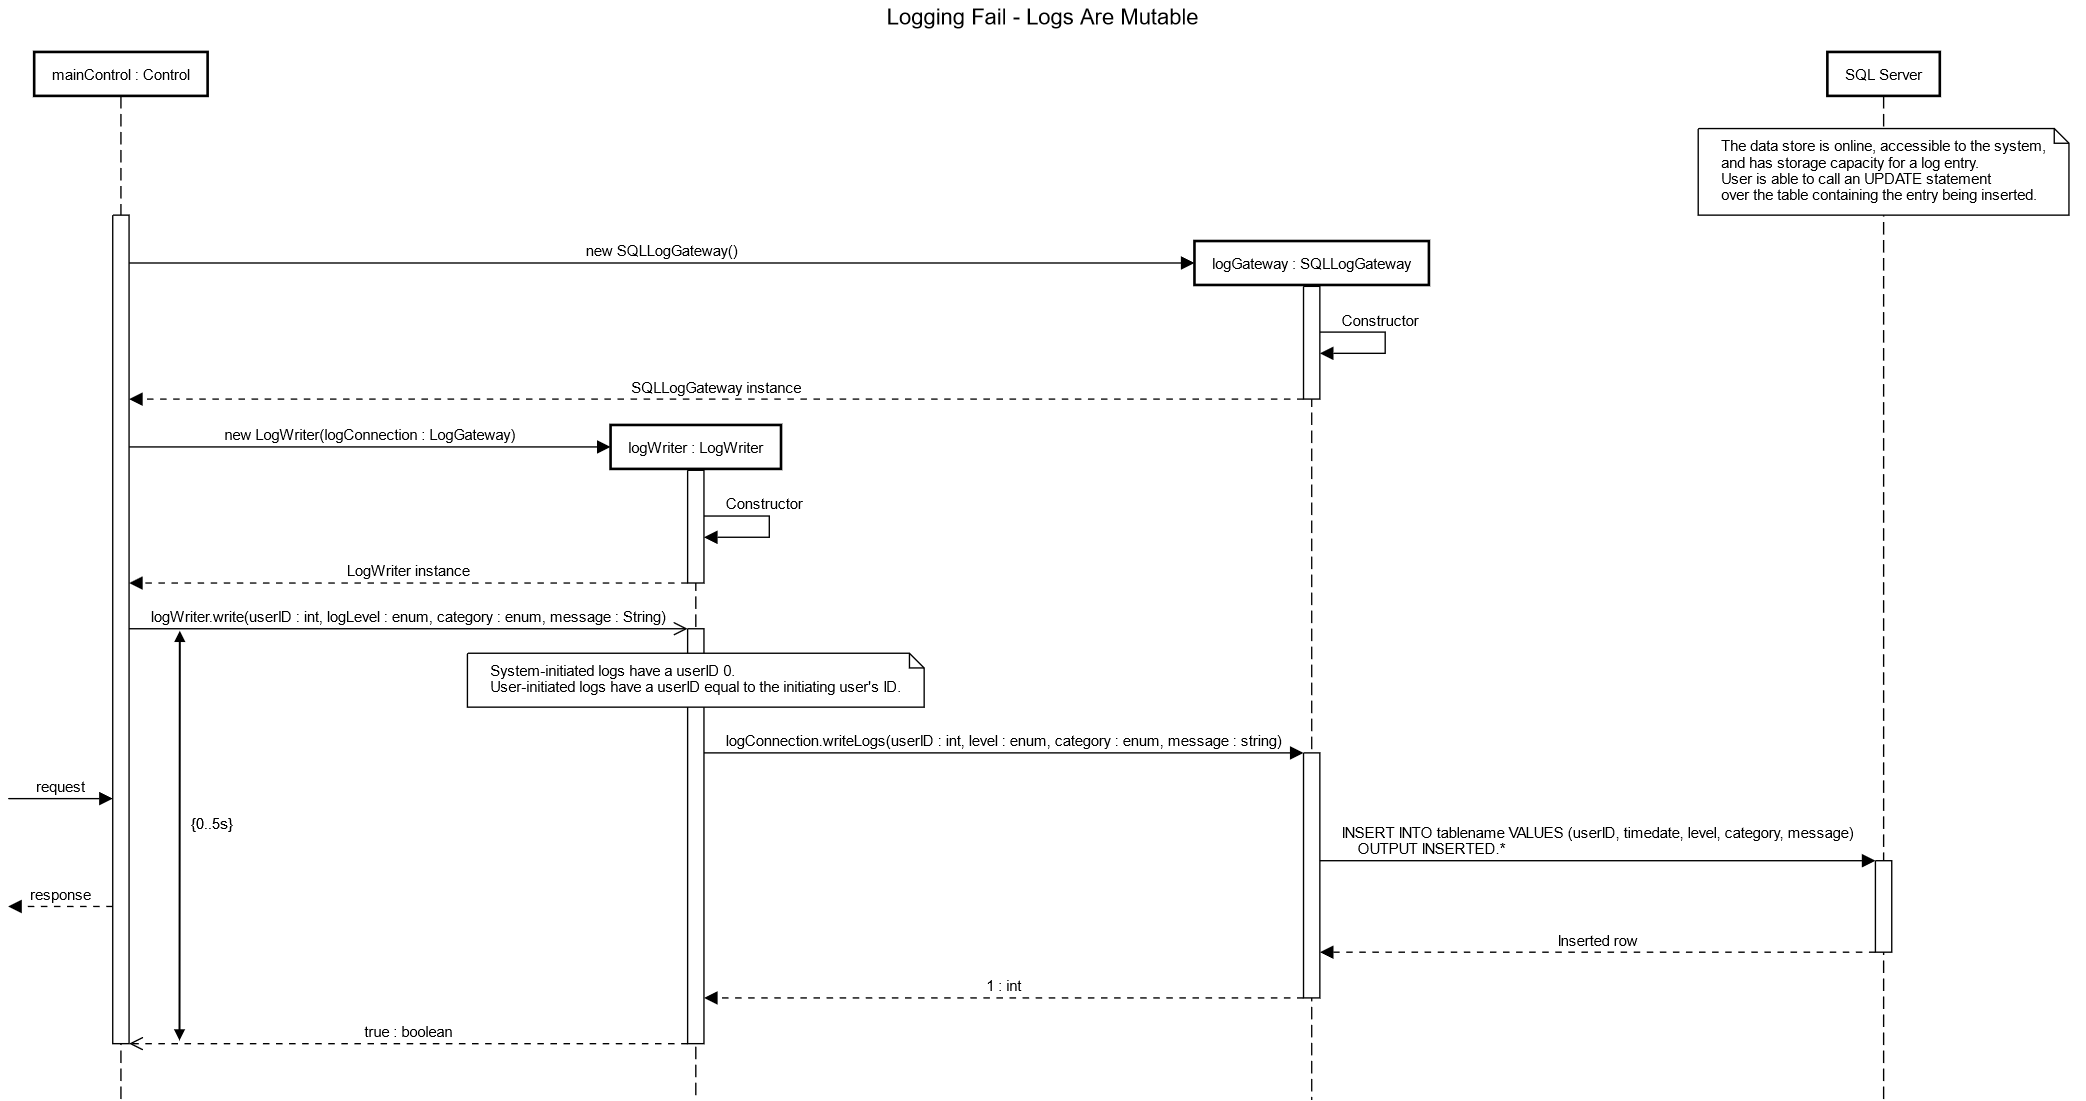 Logging Fail - Logs Are Mutable
mainControl : Control
SQL Server
The data store is online, accessible to the system,
and has storage capacity for a log entry.
User is able to call an UPDATE statement
over the table containing the entry being inserted.
new SQLLogGateway()
logGateway : SQLLogGateway
Constructor
SQLLogGateway instance
new LogWriter(logConnection : LogGateway)
logWriter : LogWriter
Constructor
LogWriter instance
logWriter.write(userID : int, logLevel : enum, category : enum, message : String)
System-initiated logs have a userID 0.
User-initiated logs have a userID equal to the initiating user's ID.
logConnection.writeLogs(userID : int, level : enum, category : enum, message : string)
request
{0..5s}
INSERT INTO tablename VALUES (userID, timedate, level, category, message)
OUTPUT INSERTED.*
response
Inserted row
1 : int
true : boolean